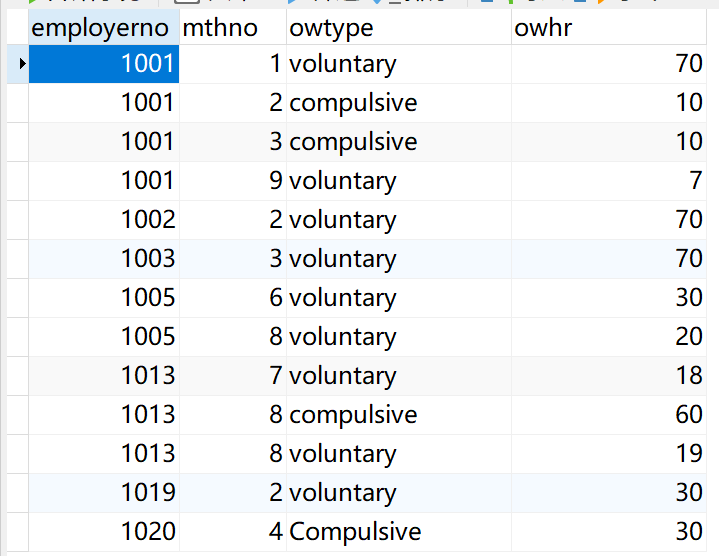 employerno mthno owtype owhr
1001 1 voluntary 70
1001 2 compulsive 10
1001 3 compulsive 10
1001 9 voluntary 7
1002 2 voluntary 70
1003 3 voluntary 70
1005 6 voluntary 30
1005 8 voluntary 20
1013 7 voluntary 18
1013 8 compulsive 60
1013 8 voluntary 19
1019 2 voluntary 30
1020 4 Compulsive 30